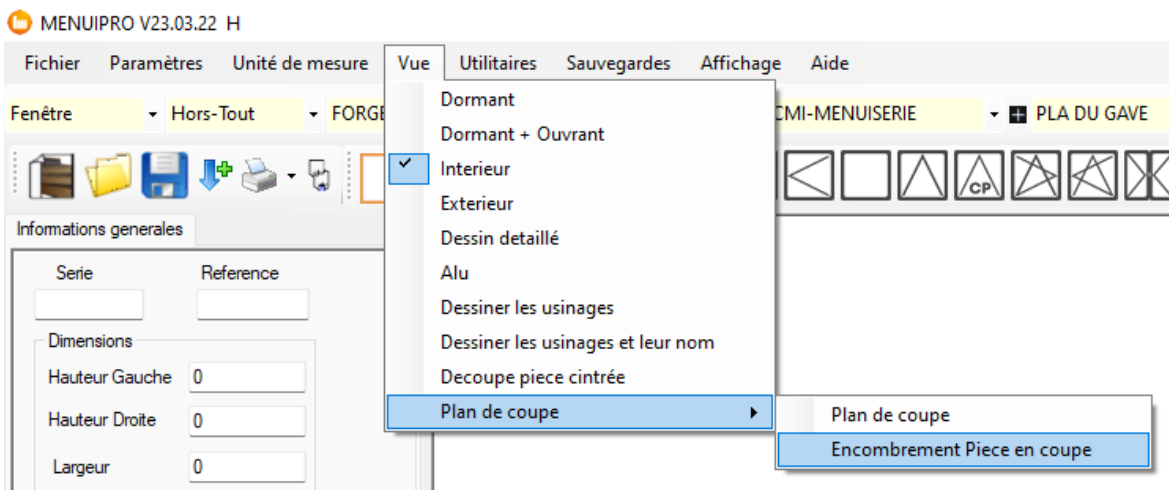 MENUIPRO V23.03.22 H
Fichier Paramètres Unité de mesure Vue Utilitaires Sauvegardes Affichage Aide
Fenêtre Hors-Tout CMI-MENUISERIE PLA DU GAVE
Dormant
Dormant + Ouvrant
Interieur
Exterieur
Dessin detaillé
Alu
Dessiner les usinages
Dessiner les usinages et leur nom
Decoupe piece cintrée
Plan de coupe
Plan de coupe
Encombrement Piece en coupe
CP
Informations generales
Serie Reference
Dimensions
Hauteur Gauche 0
Hauteur Droite 0
Largeur 0